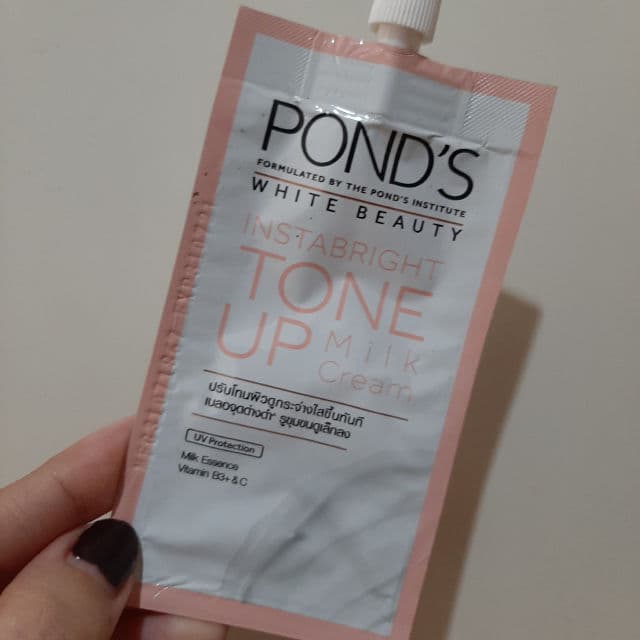 POND'S
FORMULATED BY THE POND'S INSTITUTE
WHITE BEAUTY
INSTABRIGHT
TONE
UP Milk
Cream
ปรับโทนผิวดูกระจ่างใสขึ้นทันที
เบลอจุดด่างดำ* รูขุมขนดูเล็กลง
UV Protection
Milk Essence
Vitamin B3+ & C